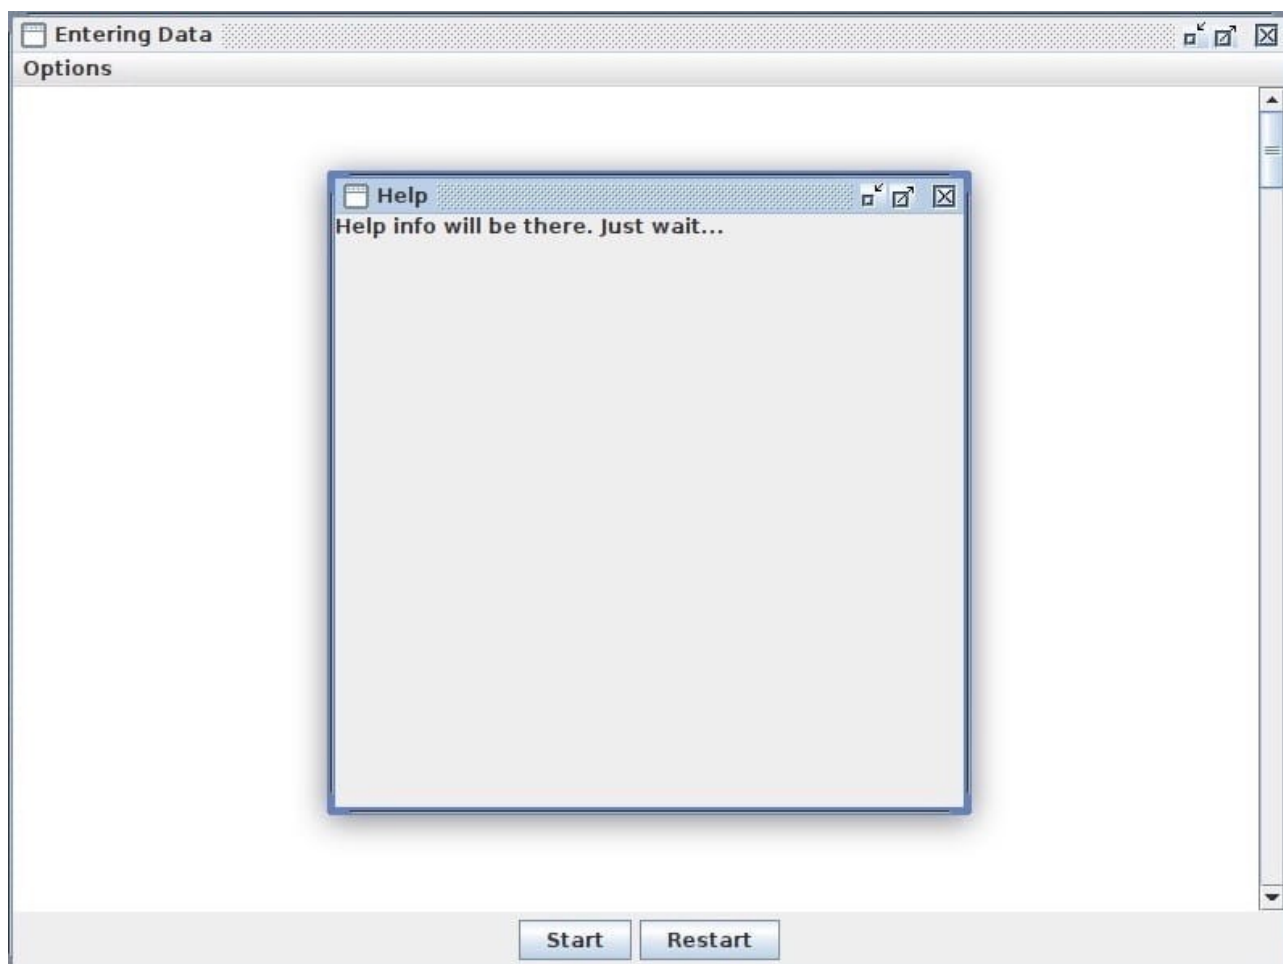 Entering Data
Options
Help
Help info will be there. Just wait...
Start
Restart